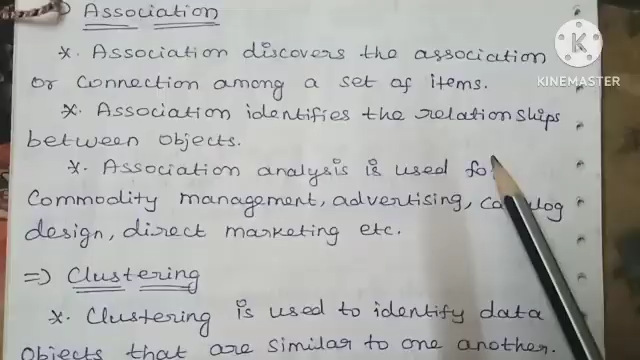 Association
*. Association discovers the association
or connection among a set of items.
*. Association identifies the relationships
between objects.
*. Association analysis is used for
commodity management, advertising, catalog
design, direct marketing etc.
=) Clustering
*. Clustering is used to identify data
objects that are similar to one another.
KINEMASTER